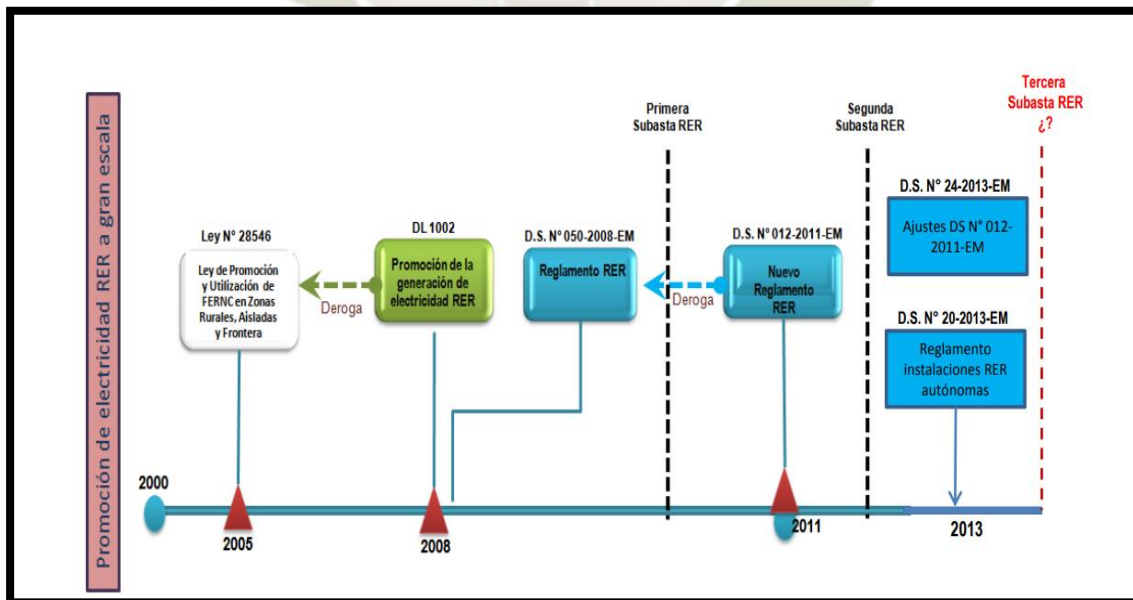 Promoción de electricidad RER a gran escala
Ley N° 28546
Ley de Promoción
y Utilización de
FERNC en Zonas
Rurales, Aisladas
y Frontera
Deroga
DL 1002
Promoción de la
generación de
electricidad RER
D.S. N° 050-2008-EM
Reglamento RER
Deroga
Primera
Subasta RER
D.S. N° 012-2011-EM
Nuevo
Reglamento
RER
Segunda
Subasta RER
D.S. N° 24-2013-EM
Ajustes DS N° 012-
2011-EM
D.S. N° 20-2013-EM
Reglamento
instalaciones RER
autónomas
Tercera
Subasta RER
¿?
2000
2005
2008
2011
2013